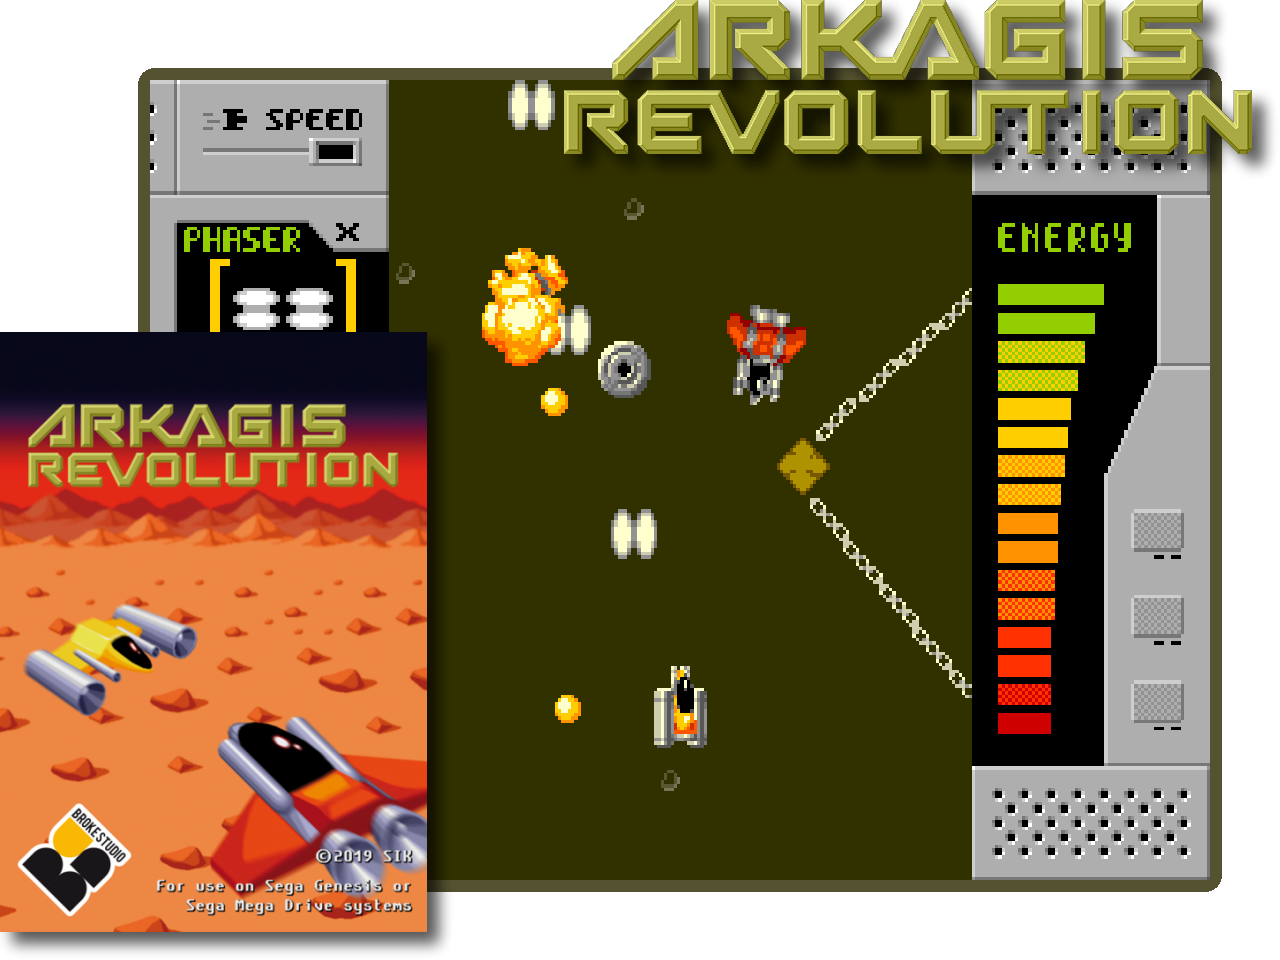 ARKAGIS
REVOLUTION
SPEED
PHASER
X
ENERGY
ARKAGIS
REVOLUTION
BROKESTUDIO
©2019 SIK
For use on Sega Genesis or
Sega Mega Drive systems